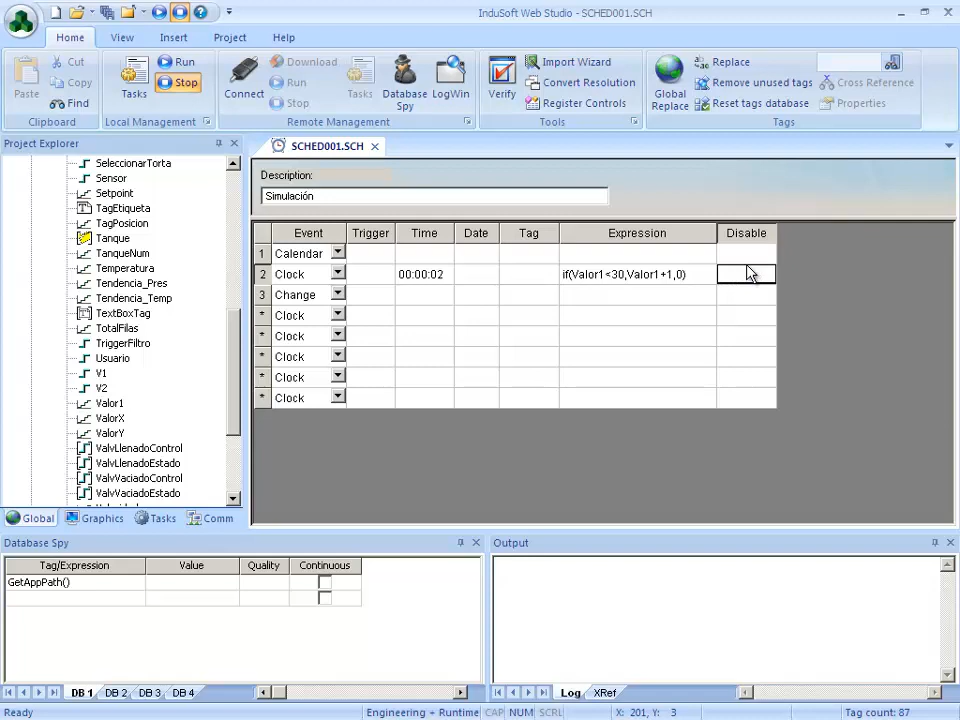 InduSoft Web Studio - SCHED001.SCH
Home View Insert Project Help
Paste Cut Copy Find
Clipboard
Tasks Run Stop
Local Management
Connect Download Run Stop Tasks Database Spy LogWin
Remote Management
Verify Import Wizard Convert Resolution Register Controls
Tools
Global Replace Replace Remove unused tags Reset tags database Cross Reference Properties
Tags
Project Explorer
SeleccionarTorta
Sensor
Setpoint
TagEtiqueta
TagPosicion
Tanque
TanqueNum
Temperatura
Tendencia_Pres
Tendencia_Temp
TextBoxTag
TotalFilas
TriggerFiltro
Usuario
V1
V2
Valor1
ValorX
ValorY
ValvLlenadoControl
ValvLlenadoEstado
ValvVaciadoControl
ValvVaciadoEstado
Global Graphics Tasks Comm
SCHED001.SCH
Description:
Simulación
Event Trigger Time Date Tag Expression Disable
1 Calendar
2 Clock 00:00:02 if(Valor1<30,Valor1+1,0)
3 Change
* Clock
* Clock
* Clock
* Clock
* Clock
Database Spy
Tag/Expression Value Quality Continuous
GetAppPath()
DB 1 DB 2 DB 3 DB 4
Output
Log XRef
Ready Engineering + Runtime CAP NUM SCRL X: 201, Y: 3 Tag count: 87